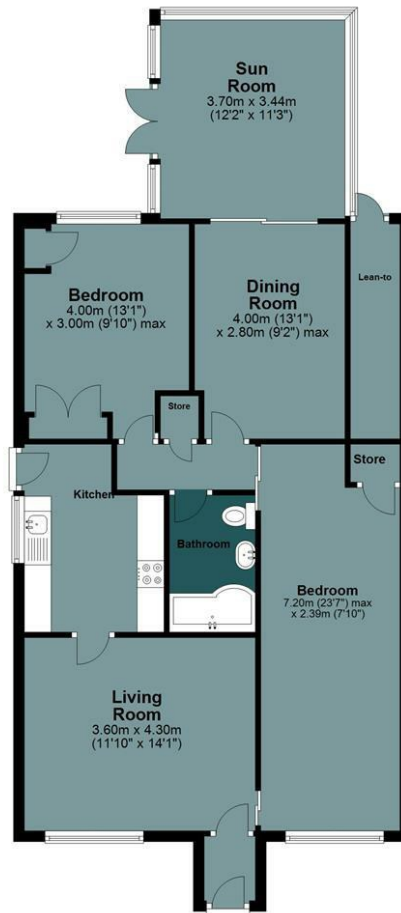 Sun
Room
3.70m x 3.44m
(12'2" x 11'3")
Lean-to
Bedroom
4.00m (13'1")
x 3.00m (9'10") max
Dining
Room
4.00m (13'1")
x 2.80m (9'2") max
Store
Store
Kitchen
Bathroom
Bedroom
7.20m (23'7") max
x 2.39m (7'10")
Living
Room
3.60m x 4.30m
(11'10" x 14'1")